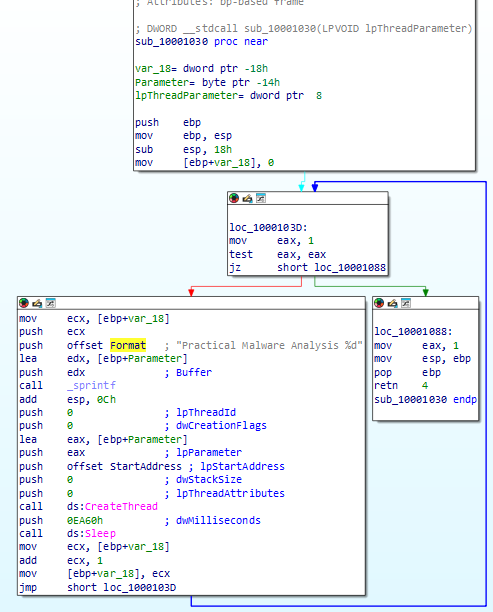 ; Attributes: bp-based frame
; DWORD __stdcall sub_10001030(LPVOID lpThreadParameter)
sub_10001030 proc near
var_18= dword ptr -18h
Parameter= byte ptr -14h
lpThreadParameter= dword ptr  8
push    ebp
mov     ebp, esp
sub     esp, 18h
mov     [ebp+var_18], 0
loc_1000103D:
mov     eax, 1
test    eax, eax
jz      short loc_10001088
mov     ecx, [ebp+var_18]
push    ecx
push    offset Format   ; "Practical Malware Analysis %d"
lea     edx, [ebp+Parameter]
push    edx             ; Buffer
call    _sprintf
add     esp, 0Ch
push    0               ; lpThreadId
push    0               ; dwCreationFlags
lea     eax, [ebp+Parameter]
push    eax             ; lpParameter
push    offset StartAddress ; lpStartAddress
push    0               ; dwStackSize
push    0               ; lpThreadAttributes
call    ds:CreateThread
push    0EA60h          ; dwMilliseconds
call    ds:Sleep
mov     ecx, [ebp+var_18]
add     ecx, 1
mov     [ebp+var_18], ecx
jmp     short loc_1000103D
loc_10001088:
mov     eax, 1
mov     esp, ebp
pop     ebp
retn    4
sub_10001030 endp